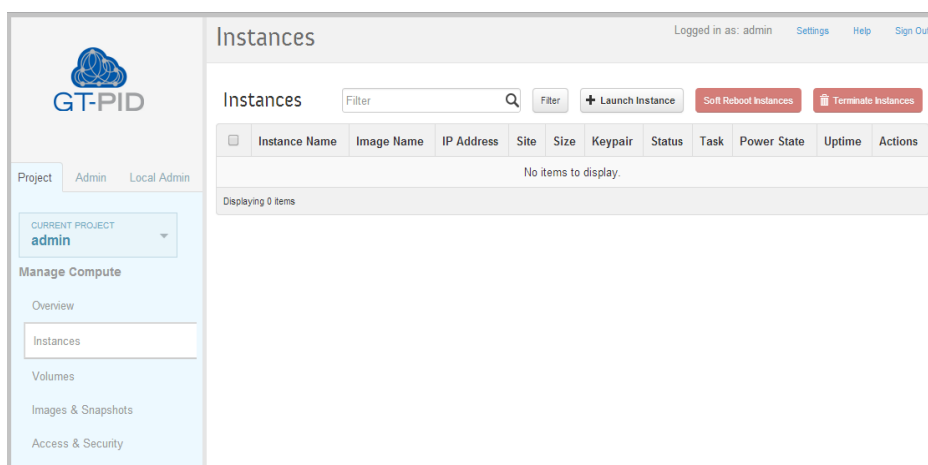 Instances
Logged in as: admin Settings Help Sign Out
GT-PID
Project Admin Local Admin
CURRENT PROJECT
admin
Manage Compute
Overview
Instances
Volumes
Images & Snapshots
Access & Security
Instances Filter Filter + Launch Instance Soft Reboot Instances Terminate Instances
Instance Name Image Name IP Address Site Size Keypair Status Task Power State Uptime Actions
No items to display.
Displaying 0 items